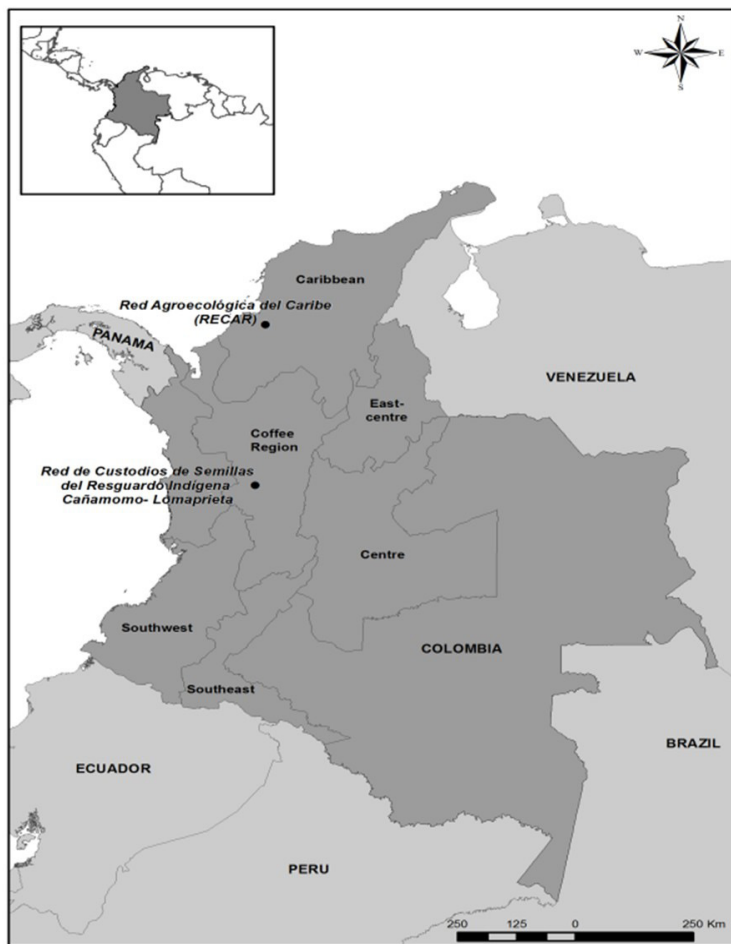 N
W E
S
Caribbean
Red Agroecológica del Caribe
(RECAR)
PANAMA
VENEZUELA
East-
centre
Coffee
Region
Red de Custodios de Semillas
del Resguardo Indígena
Cañamomo- Lomaprieta
Centre
Southwest
COLOMBIA
Southeast
BRAZIL
ECUADOR
PERU
250 125 0 250 Km